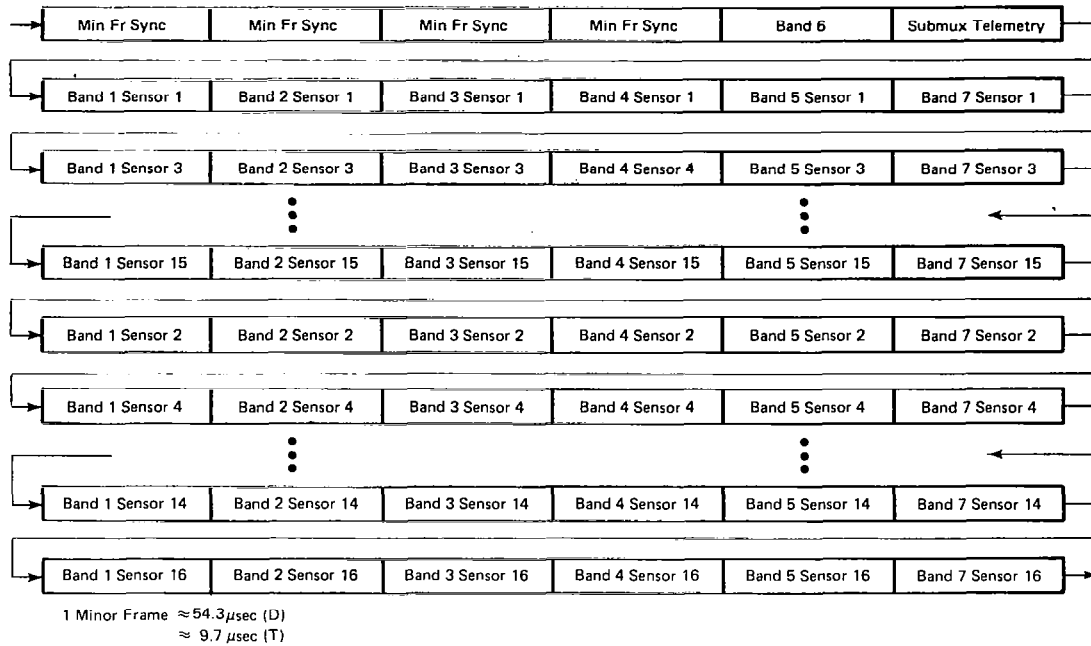 Min Fr Sync Min Fr Sync Min Fr Sync Min Fr Sync Band 6 Submux Telemetry
Band 1 Sensor 1 Band 2 Sensor 1 Band 3 Sensor 1 Band 4 Sensor 1 Band 5 Sensor 1 Band 7 Sensor 1
Band 1 Sensor 3 Band 2 Sensor 3 Band 3 Sensor 3 Band 4 Sensor 4 Band 5 Sensor 3 Band 7 Sensor 3
Band 1 Sensor 15 Band 2 Sensor 15 Band 3 Sensor 15 Band 4 Sensor 15 Band 5 Sensor 15 Band 7 Sensor 15
Band 1 Sensor 2 Band 2 Sensor 2 Band 3 Sensor 2 Band 4 Sensor 2 Band 5 Sensor 2 Band 7 Sensor 2
Band 1 Sensor 4 Band 2 Sensor 4 Band 3 Sensor 4 Band 4 Sensor 4 Band 5 Sensor 4 Band 7 Sensor 4
Band 1 Sensor 14 Band 2 Sensor 14 Band 3 Sensor 14 Band 4 Sensor 14 Band 5 Sensor 14 Band 7 Sensor 14
Band 1 Sensor 16 Band 2 Sensor 16 Band 3 Sensor 16 Band 4 Sensor 16 Band 5 Sensor 16 Band 7 Sensor 16
1 Minor Frame ≈54.3 μsec (D)
≈ 9.7 μsec (T)